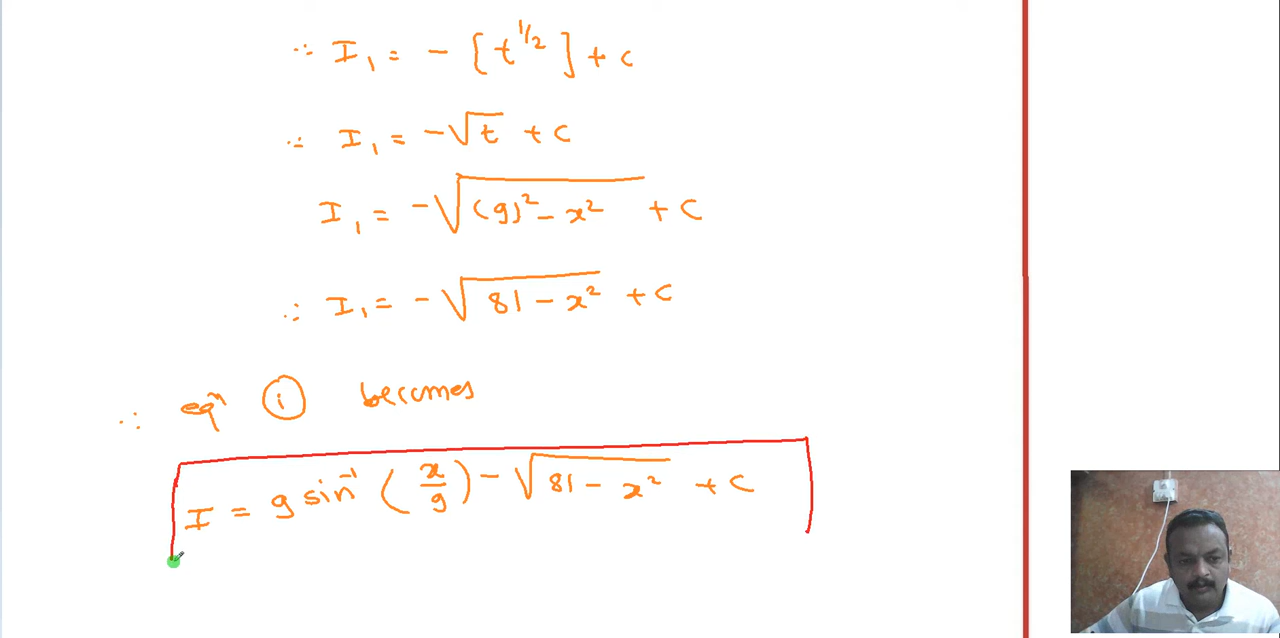 ∵ I₁ = - [t^1/2] + c
∵ I₁ = -√t + c
I₁ = -√((9)² - x²) + c
∴ I₁ = -√(81 - x²) + c
∴ eqⁿ (i) becomes
I = 9 sin⁻¹ (x/9) - √(81 - x²) + c